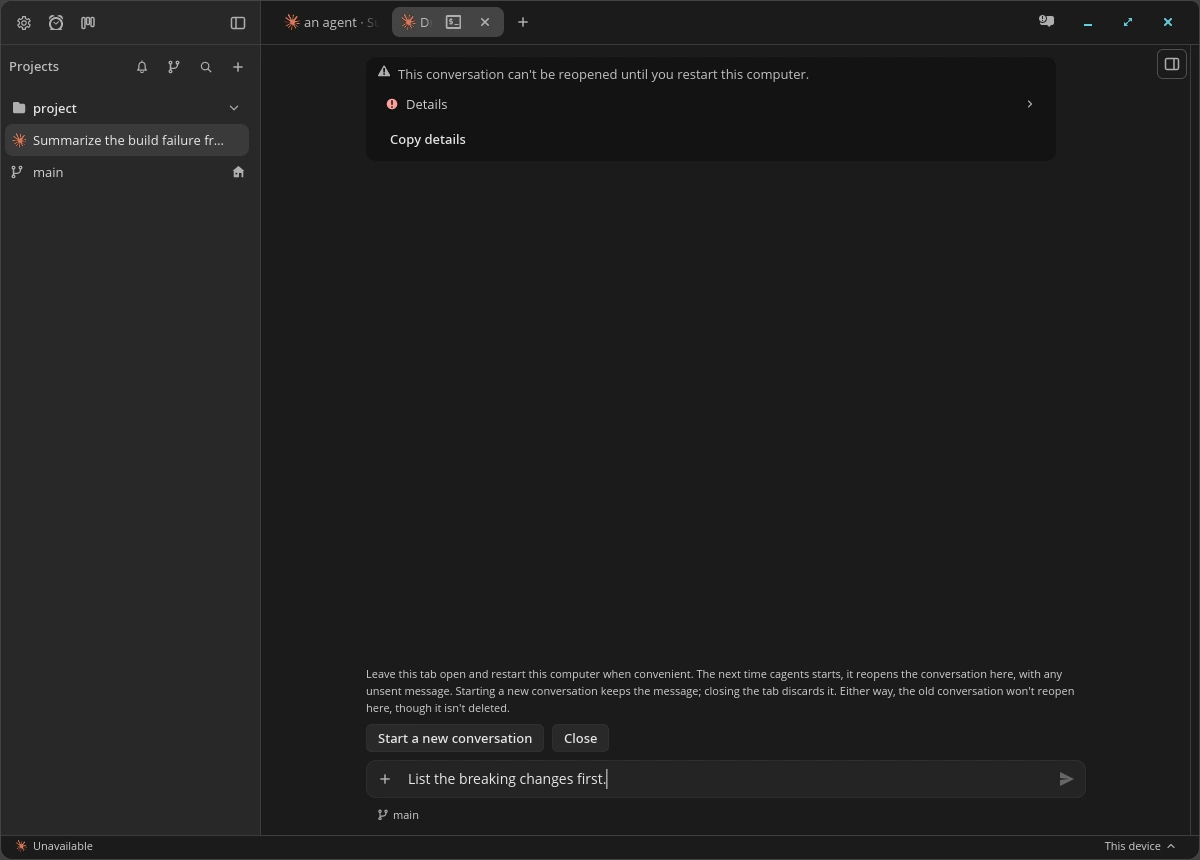 an agent · Su
D
Projects
project
Summarize the build failure fr...
main
This conversation can't be reopened until you restart this computer.
Details
Copy details
Leave this tab open and restart this computer when convenient. The next time cagents starts, it reopens the conversation here, with any
unsent message. Starting a new conversation keeps the message; closing the tab discards it. Either way, the old conversation won't reopen
here, though it isn't deleted.
Start a new conversation
Close
List the breaking changes first.
main
Unavailable
This device